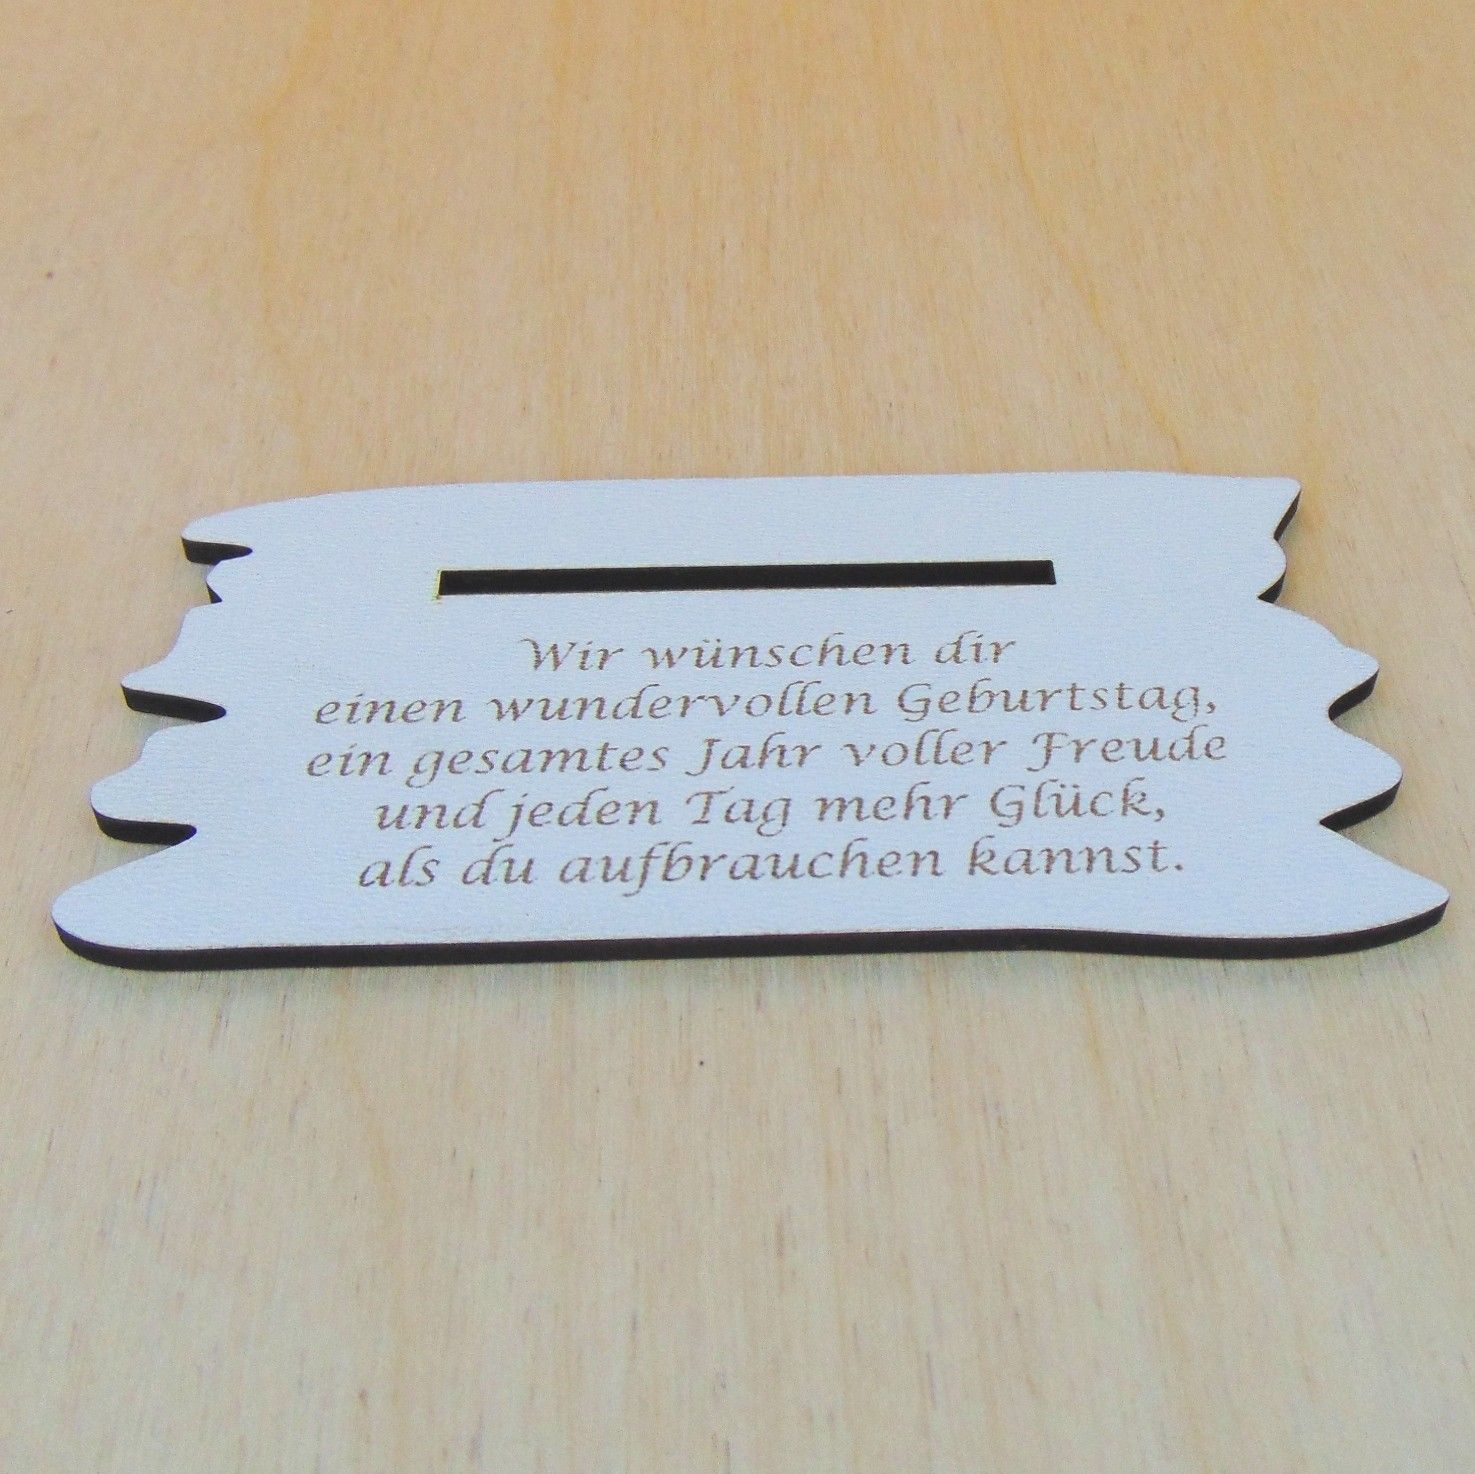 Wir wünschen dir
einen wundervollen Geburtstag,
ein gesamtes Jahr voller Freude
und jeden Tag mehr Glück,
als du aufbrauchen kannst.